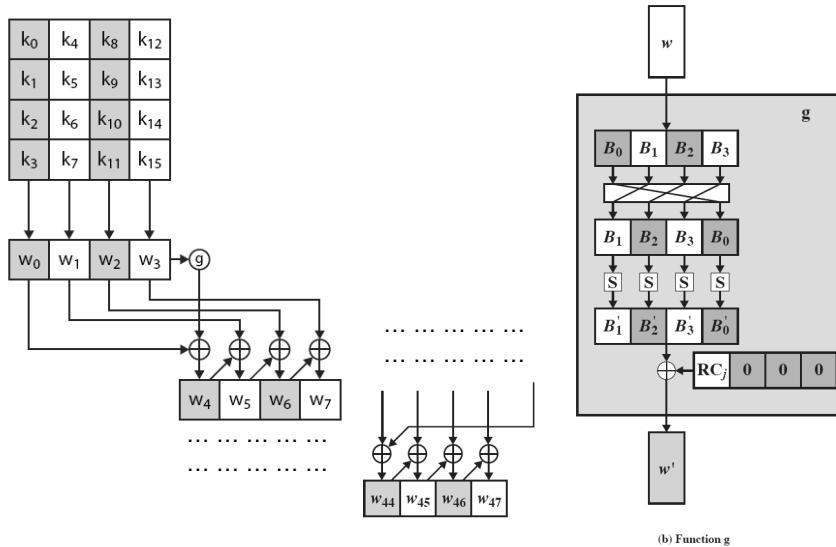 k0 k4 k8 k12
k1 k5 k9 k13
k2 k6 k10 k14
k3 k7 k11 k15
w0 w1 w2 w3 g
w4 w5 w6 w7
... ... ... ... ...
... ... ... ... ...
... ... ... ... ...
... ... ... ... ...
w44 w45 w46 w47
w
g
B0 B1 B2 B3
B1 B2 B3 B0
S S S S
B'1 B'2 B'3 B'0
RCj 0 0 0
w'
(b) Function g